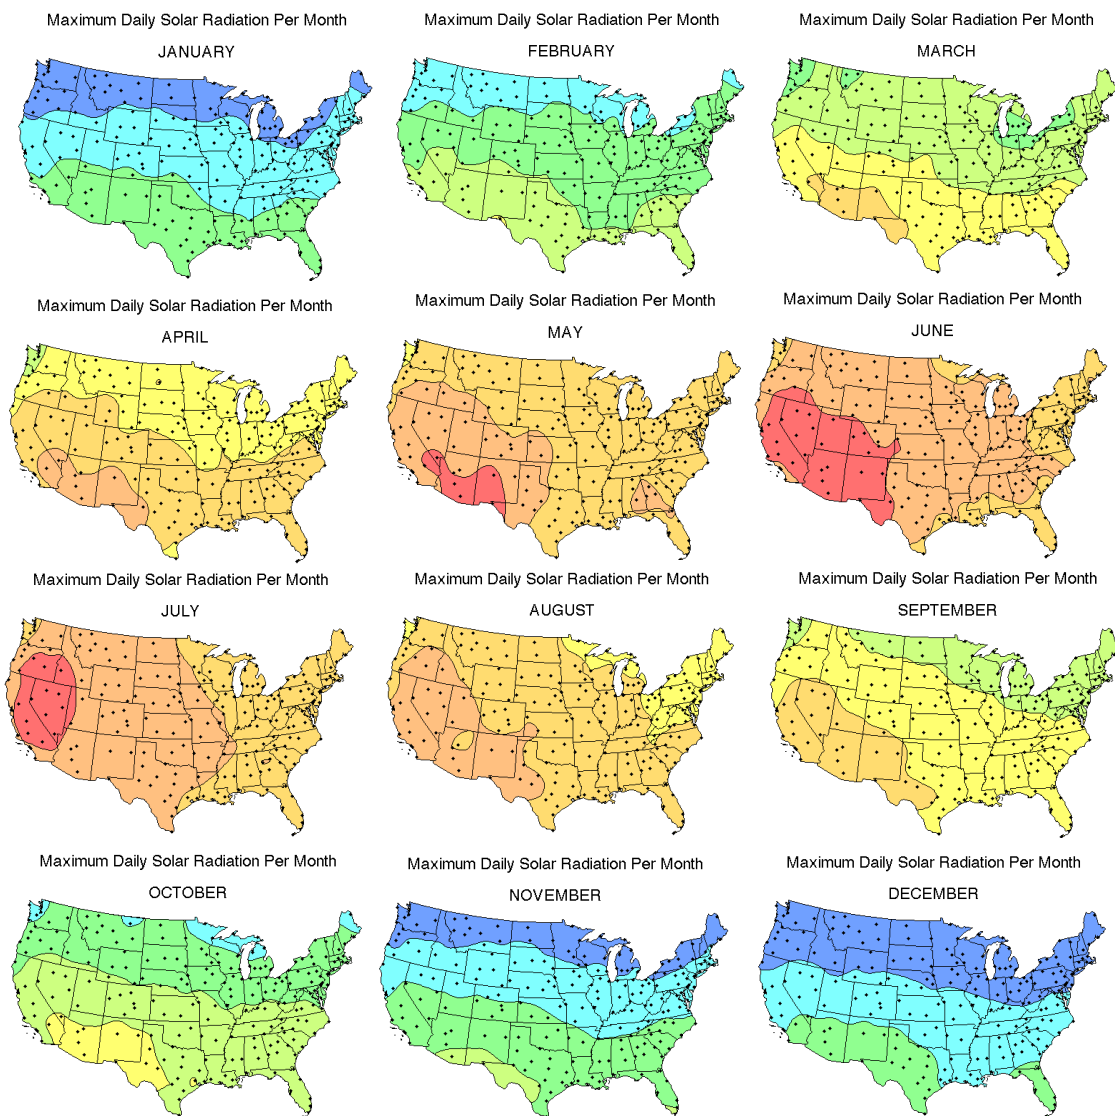 Maximum Daily Solar Radiation Per Month
JANUARY
Maximum Daily Solar Radiation Per Month
FEBRUARY
Maximum Daily Solar Radiation Per Month
MARCH
Maximum Daily Solar Radiation Per Month
APRIL
Maximum Daily Solar Radiation Per Month
MAY
Maximum Daily Solar Radiation Per Month
JUNE
Maximum Daily Solar Radiation Per Month
JULY
Maximum Daily Solar Radiation Per Month
AUGUST
Maximum Daily Solar Radiation Per Month
SEPTEMBER
Maximum Daily Solar Radiation Per Month
OCTOBER
Maximum Daily Solar Radiation Per Month
NOVEMBER
Maximum Daily Solar Radiation Per Month
DECEMBER